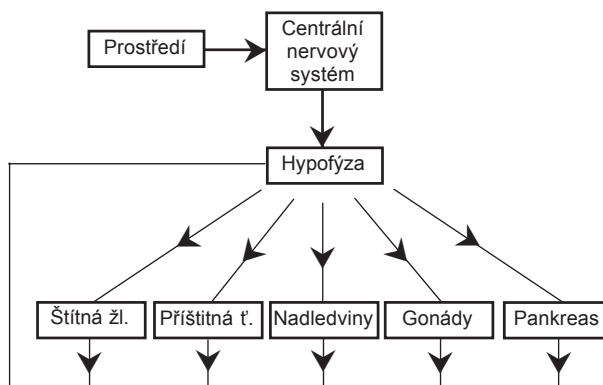 Prostředí
Centrální
nervový
systém
Hypofýza
Štítná žl.
Příštitná ť.
Nadledviny
Gonády
Pankreas